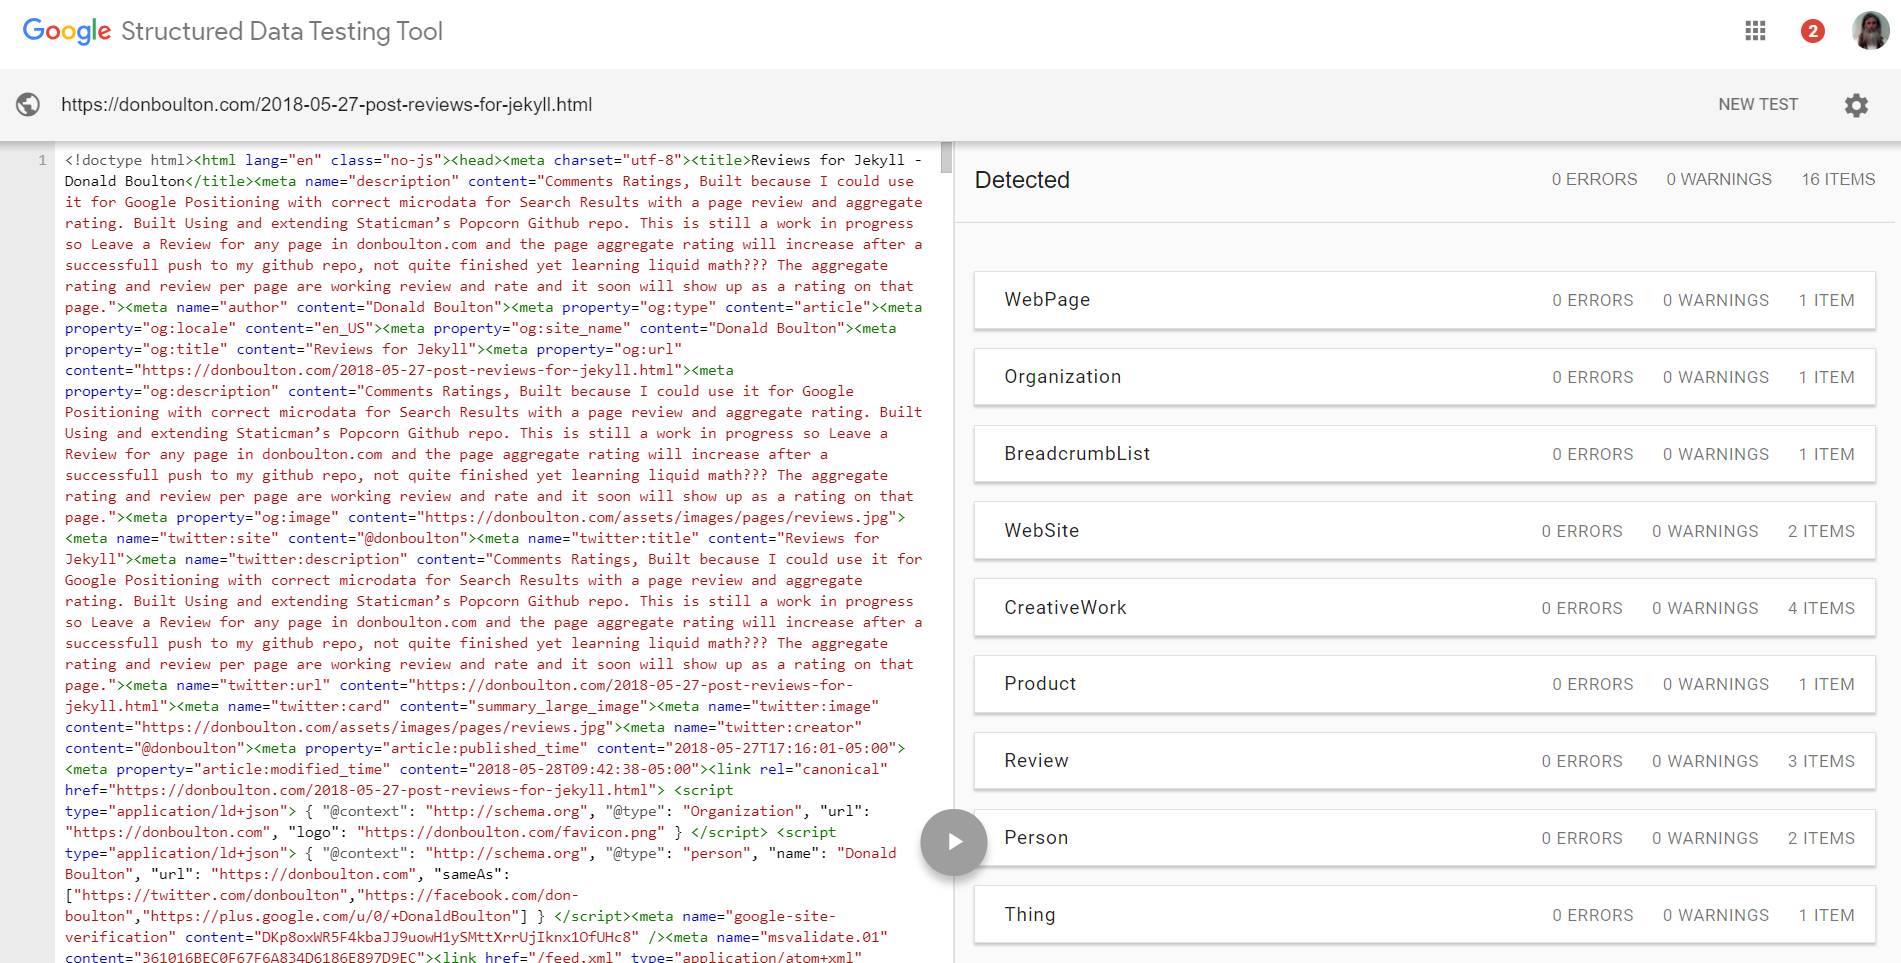 Google Structured Data Testing Tool
2
https://donboulton.com/2018-05-27-post-reviews-for-jekyll.html
NEW TEST
1
<!doctype html><html lang="en" class="no-js"><head><meta charset="utf-8"><title>Reviews for Jekyll -
Donald Boulton</title><meta name="description" content="Comments Ratings, Built because I could use
it for Google Positioning with correct microdata for Search Results with a page review and aggregate
rating. Built Using and extending Staticman’s Popcorn Github repo. This is still a work in progress
so Leave a Review for any page in donboulton.com and the page aggregate rating will increase after a
successfull push to my github repo, not quite finished yet learning liquid math??? The aggregate
rating and review per page are working review and rate and it soon will show up as a rating on that
page."><meta name="author" content="Donald Boulton"><meta property="og:type" content="article"><meta
property="og:locale" content="en_US"><meta property="og:site_name" content="Donald Boulton"><meta
property="og:title" content="Reviews for Jekyll"><meta property="og:url"
content="https://donboulton.com/2018-05-27-post-reviews-for-jekyll.html"><meta
property="og:description" content="Comments Ratings, Built because I could use it for Google
Positioning with correct microdata for Search Results with a page review and aggregate rating. Built
Using and extending Staticman’s Popcorn Github repo. This is still a work in progress so Leave a
Review for any page in donboulton.com and the page aggregate rating will increase after a
successfull push to my github repo, not quite finished yet learning liquid math??? The aggregate
rating and review per page are working review and rate and it soon will show up as a rating on that
page."><meta property="og:image" content="https://donboulton.com/assets/images/pages/reviews.jpg">
<meta name="twitter:site" content="@donboulton"><meta name="twitter:title" content="Reviews for
Jekyll"><meta name="twitter:description" content="Comments Ratings, Built because I could use it for
Google Positioning with correct microdata for Search Results with a page review and aggregate
rating. Built Using and extending Staticman’s Popcorn Github repo. This is still a work in progress
so Leave a Review for any page in donboulton.com and the page aggregate rating will increase after a
successfull push to my github repo, not quite finished yet learning liquid math??? The aggregate
rating and review per page are working review and rate and it soon will show up as a rating on that
page."><meta name="twitter:url" content="https://donboulton.com/2018-05-27-post-reviews-for-
jekyll.html"><meta name="twitter:card" content="summary_large_image"><meta name="twitter:image"
content="https://donboulton.com/assets/images/pages/reviews.jpg"><meta name="twitter:creator"
content="@donboulton"><meta property="article:published_time" content="2018-05-27T17:16:01-05:00">
<meta property="article:modified_time" content="2018-05-28T09:42:38-05:00"><link rel="canonical"
href="https://donboulton.com/2018-05-27-post-reviews-for-jekyll.html"> <script
type="application/ld+json"> { "@context": "http://schema.org", "@type": "Organization", "url":
"https://donboulton.com", "logo": "https://donboulton.com/favicon.png" } </script> <script
type="application/ld+json"> { "@context": "http://schema.org", "@type": "person", "name": "Donald
Boulton", "url": "https://donboulton.com", "sameAs":
["https://twitter.com/donboulton","https://facebook.com/don-
boulton","https://plus.google.com/u/0/+DonaldBoulton"] } </script><meta name="google-site-
verification" content="DKp8oxWR5F4kbaJJ9uowH1ySMttXrrUjIknx1OfUHc8" /><meta name="msvalidate.01"
content="361016BEC0F67F6A834D6186E897D9EC"><link href="/feed.xml" type="application/atom+xml"
Detected 0 ERRORS 0 WARNINGS 16 ITEMS
WebPage 0 ERRORS 0 WARNINGS 1 ITEM
Organization 0 ERRORS 0 WARNINGS 1 ITEM
BreadcrumbList 0 ERRORS 0 WARNINGS 1 ITEM
WebSite 0 ERRORS 0 WARNINGS 2 ITEMS
CreativeWork 0 ERRORS 0 WARNINGS 4 ITEMS
Product 0 ERRORS 0 WARNINGS 1 ITEM
Review 0 ERRORS 0 WARNINGS 3 ITEMS
Person 0 ERRORS 0 WARNINGS 2 ITEMS
Thing 0 ERRORS 0 WARNINGS 1 ITEM